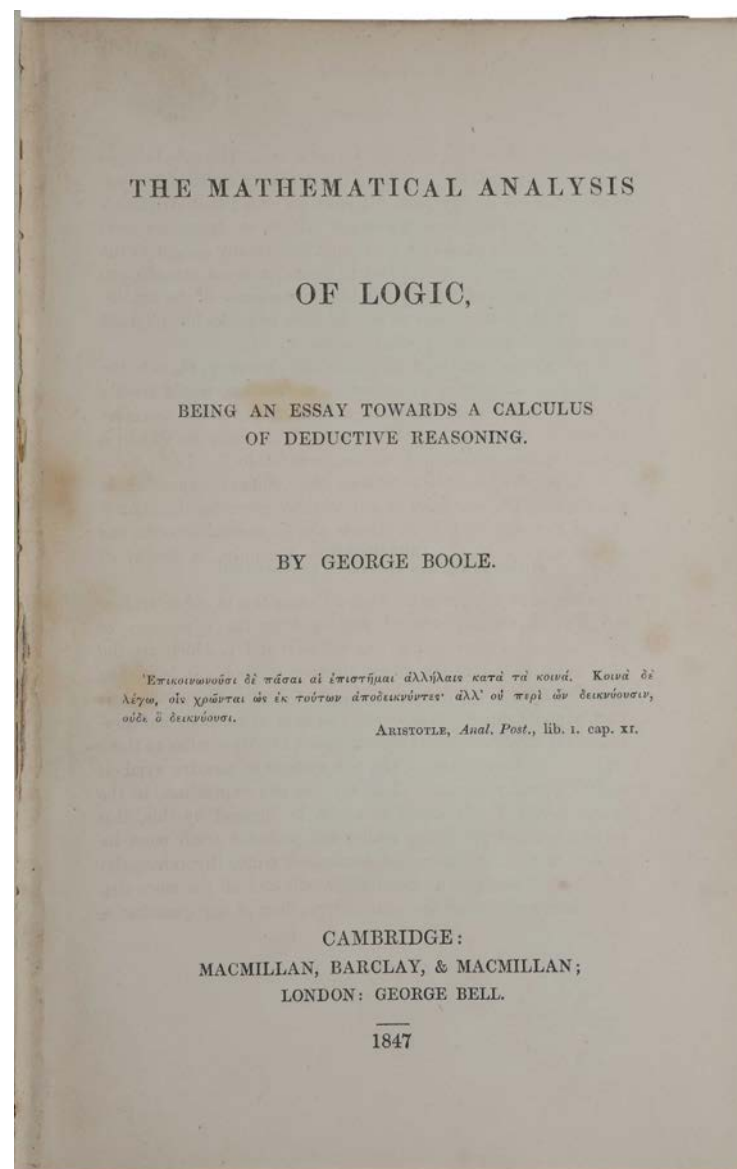 THE MATHEMATICAL ANALYSIS
OF LOGIC,
BEING AN ESSAY TOWARDS A CALCULUS
OF DEDUCTIVE REASONING.
BY GEORGE BOOLE.
Ἐπικοινωνοῦσι δὲ πᾶσαι αἱ ἐπιστῆμαι ἀλλήλαις κατὰ τὰ κοινά. Κοινὰ δὲ
λέγω, οἷς χρῶνται ὡς ἐκ τούτων ἀποδεικνύντες· ἀλλ' οὐ περὶ ὧν δεικνύουσιν,
οὐδε ὃ δεικνύουσι.
ARISTOTLE, Anal. Post., lib. I. cap. XI.
CAMBRIDGE:
MACMILLAN, BARCLAY, & MACMILLAN;
LONDON: GEORGE BELL.
1847